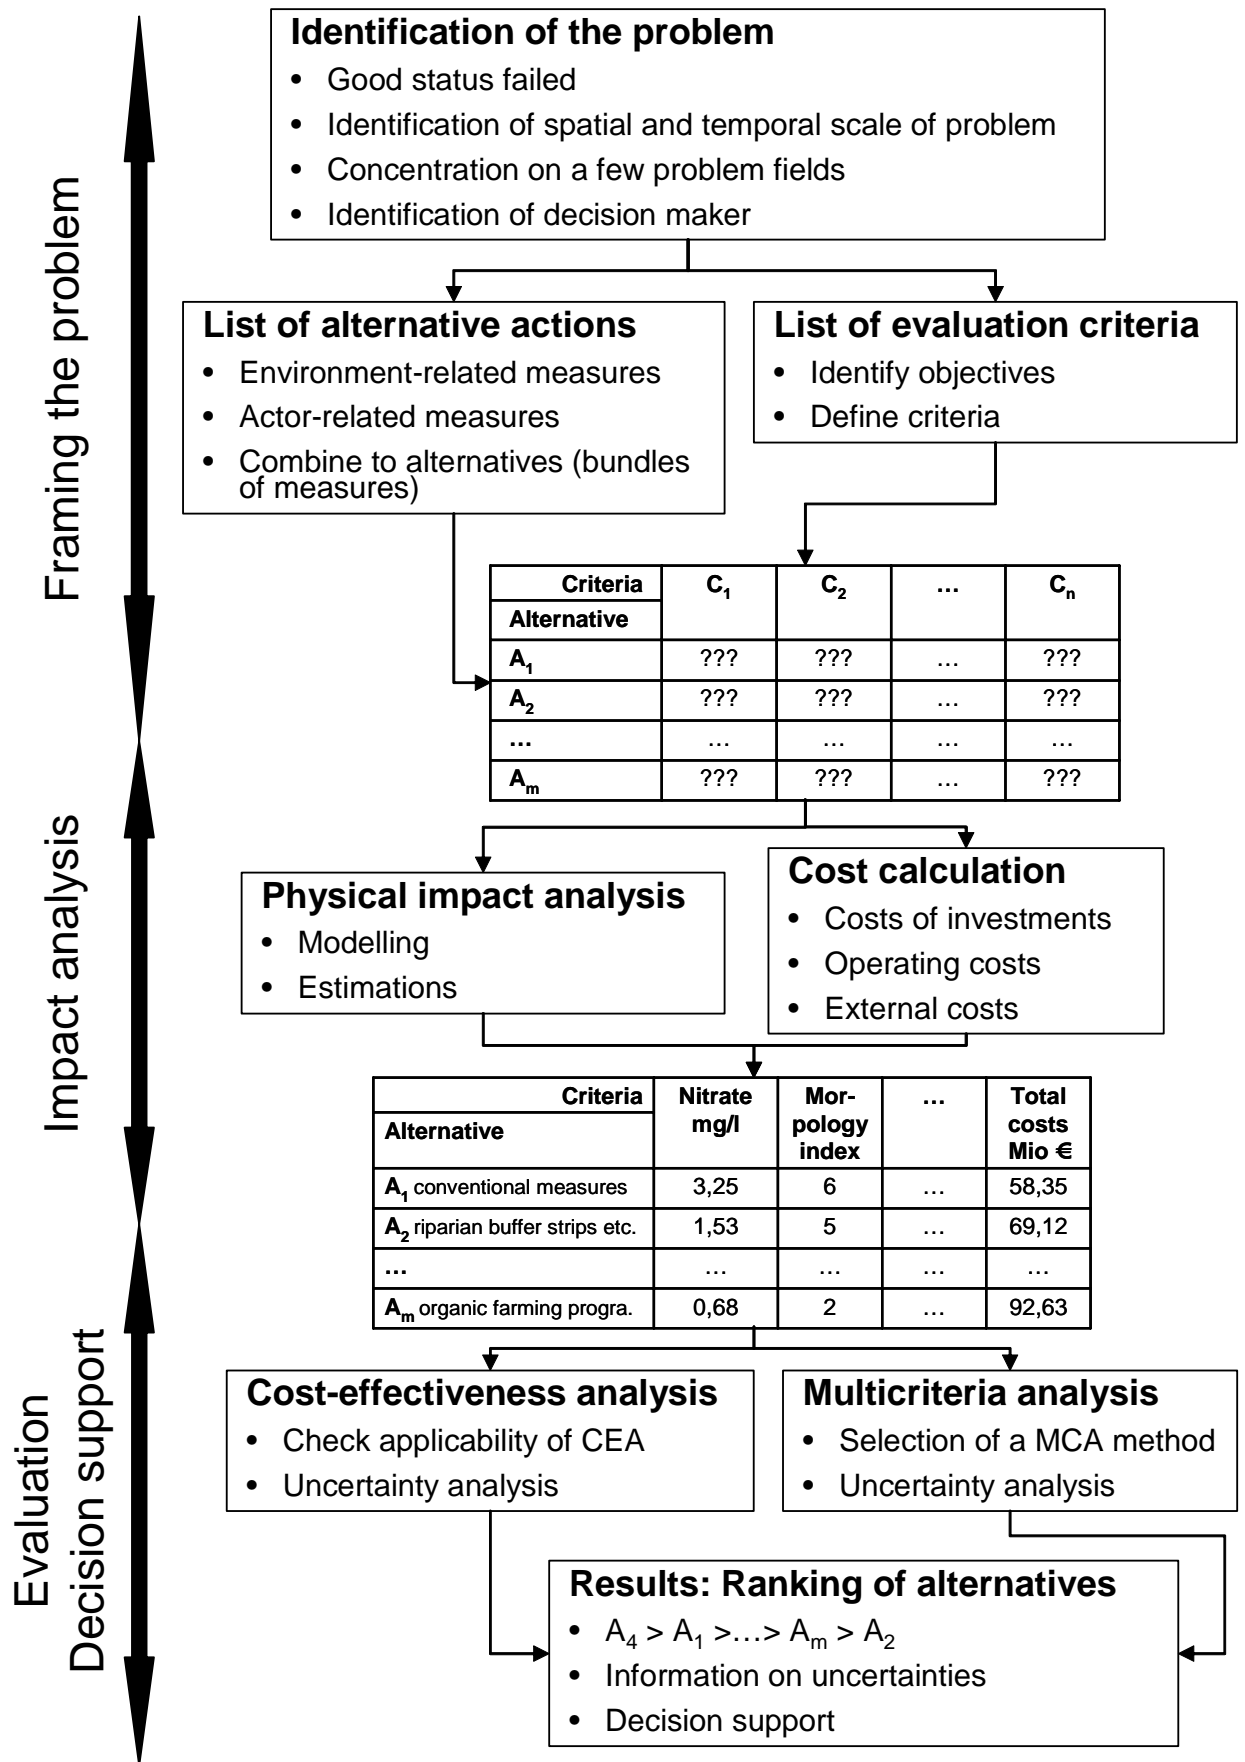 Framing the problem
Identification of the problem
• Good status failed
• Identification of spatial and temporal scale of problem
• Concentration on a few problem fields
• Identification of decision maker
List of alternative actions
• Environment-related measures
• Actor-related measures
• Combine to alternatives (bundles
of measures)
List of evaluation criteria
• Identify objectives
• Define criteria
Criteria C1 C2 … Cn
Alternative
A1 ??? ??? … ???
A2 ??? ??? … ???
… … … … …
Am ??? ??? … ???
Impact analysis
Physical impact analysis
• Modelling
• Estimations
Cost calculation
• Costs of investments
• Operating costs
• External costs
Criteria Nitrate Mor- … Total
Alternative mg/l pology costs
index Mio €
A1 conventional measures 3,25 6 … 58,35
A2 riparian buffer strips etc. 1,53 5 … 69,12
… … … … …
Am organic farming progra. 0,68 2 … 92,63
Evaluation
Decision support
Cost-effectiveness analysis
• Check applicability of CEA
• Uncertainty analysis
Multicriteria analysis
• Selection of a MCA method
• Uncertainty analysis
Results: Ranking of alternatives
• A4 > A1 >…> Am > A2
• Information on uncertainties
• Decision support